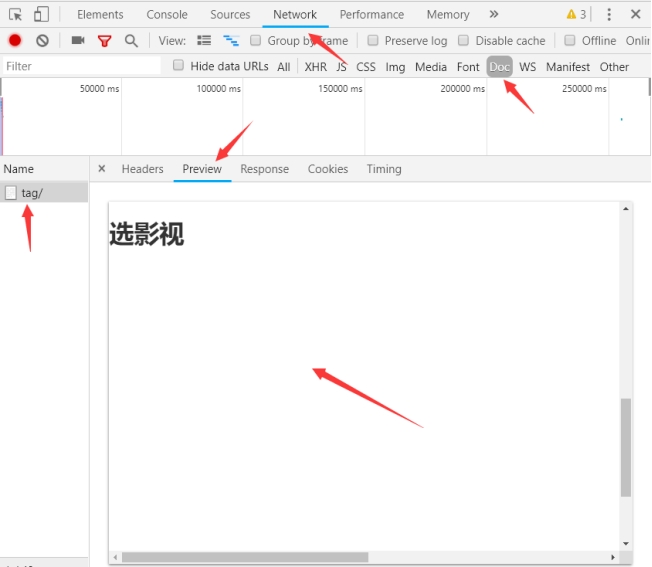 Elements Console Sources Network Performance Memory » 3
View: Group by frame Preserve log Disable cache Offline Onli
Filter Hide data URLs All XHR JS CSS Img Media Font Doc WS Manifest Other
50000 ms 100000 ms 150000 ms 200000 ms 250000 ms
Name × Headers Preview Response Cookies Timing
tag/
选影视